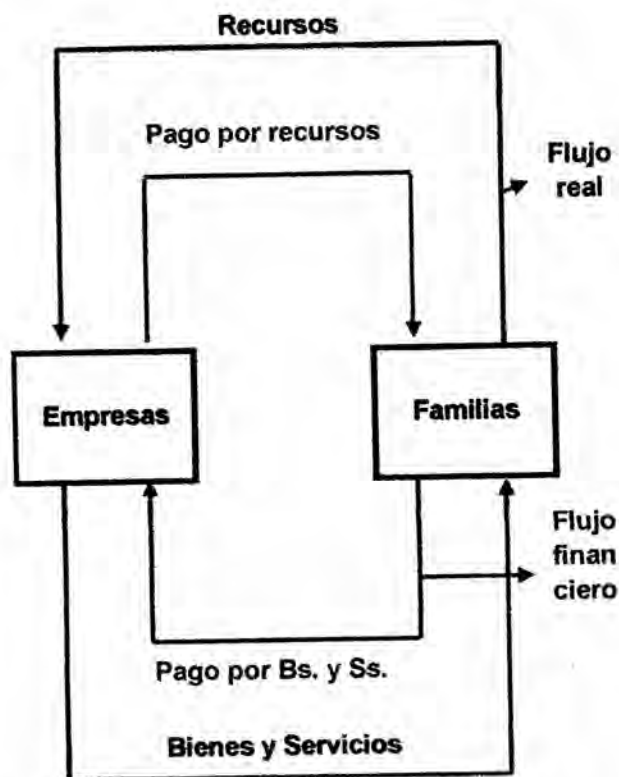 Recursos
Pago por recursos
Flujo
real
Empresas
Familias
Flujo
finan
ciero
Pago por Bs. y Ss.
Bienes y Servicios